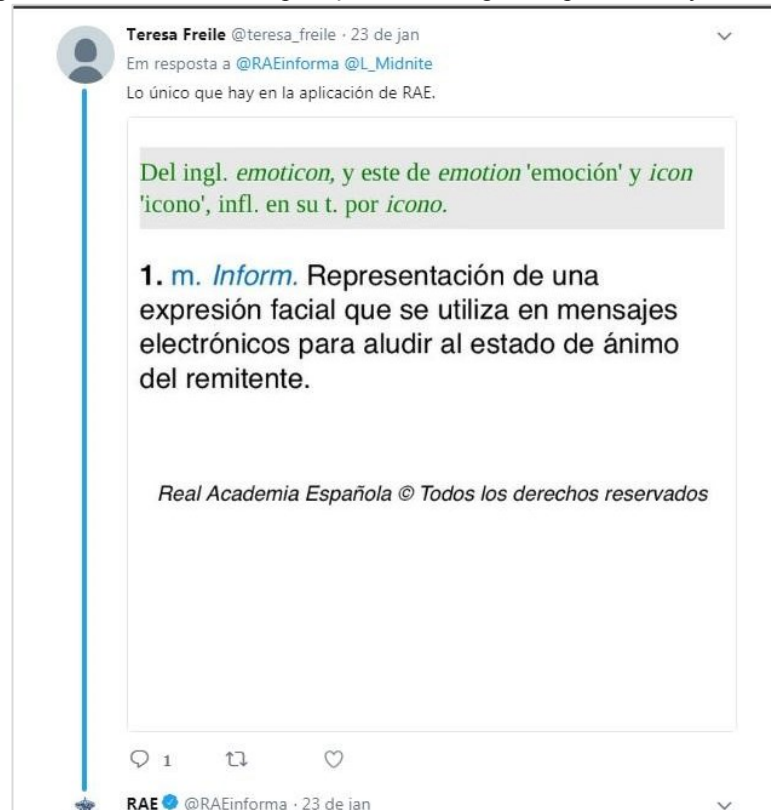 Teresa Freile @teresa_freile · 23 de jan
Em resposta a @RAEinforma @L_Midnite
Lo único que hay en la aplicación de RAE.
Del ingl. emoticon, y este de emotion 'emoción' y icon
'icono', infl. en su t. por icono.
1. m. Inform. Representación de una
expresión facial que se utiliza en mensajes
electrónicos para aludir al estado de ánimo
del remitente.
Real Academia Española © Todos los derechos reservados
1
RAE @RAEinforma · 23 de jan